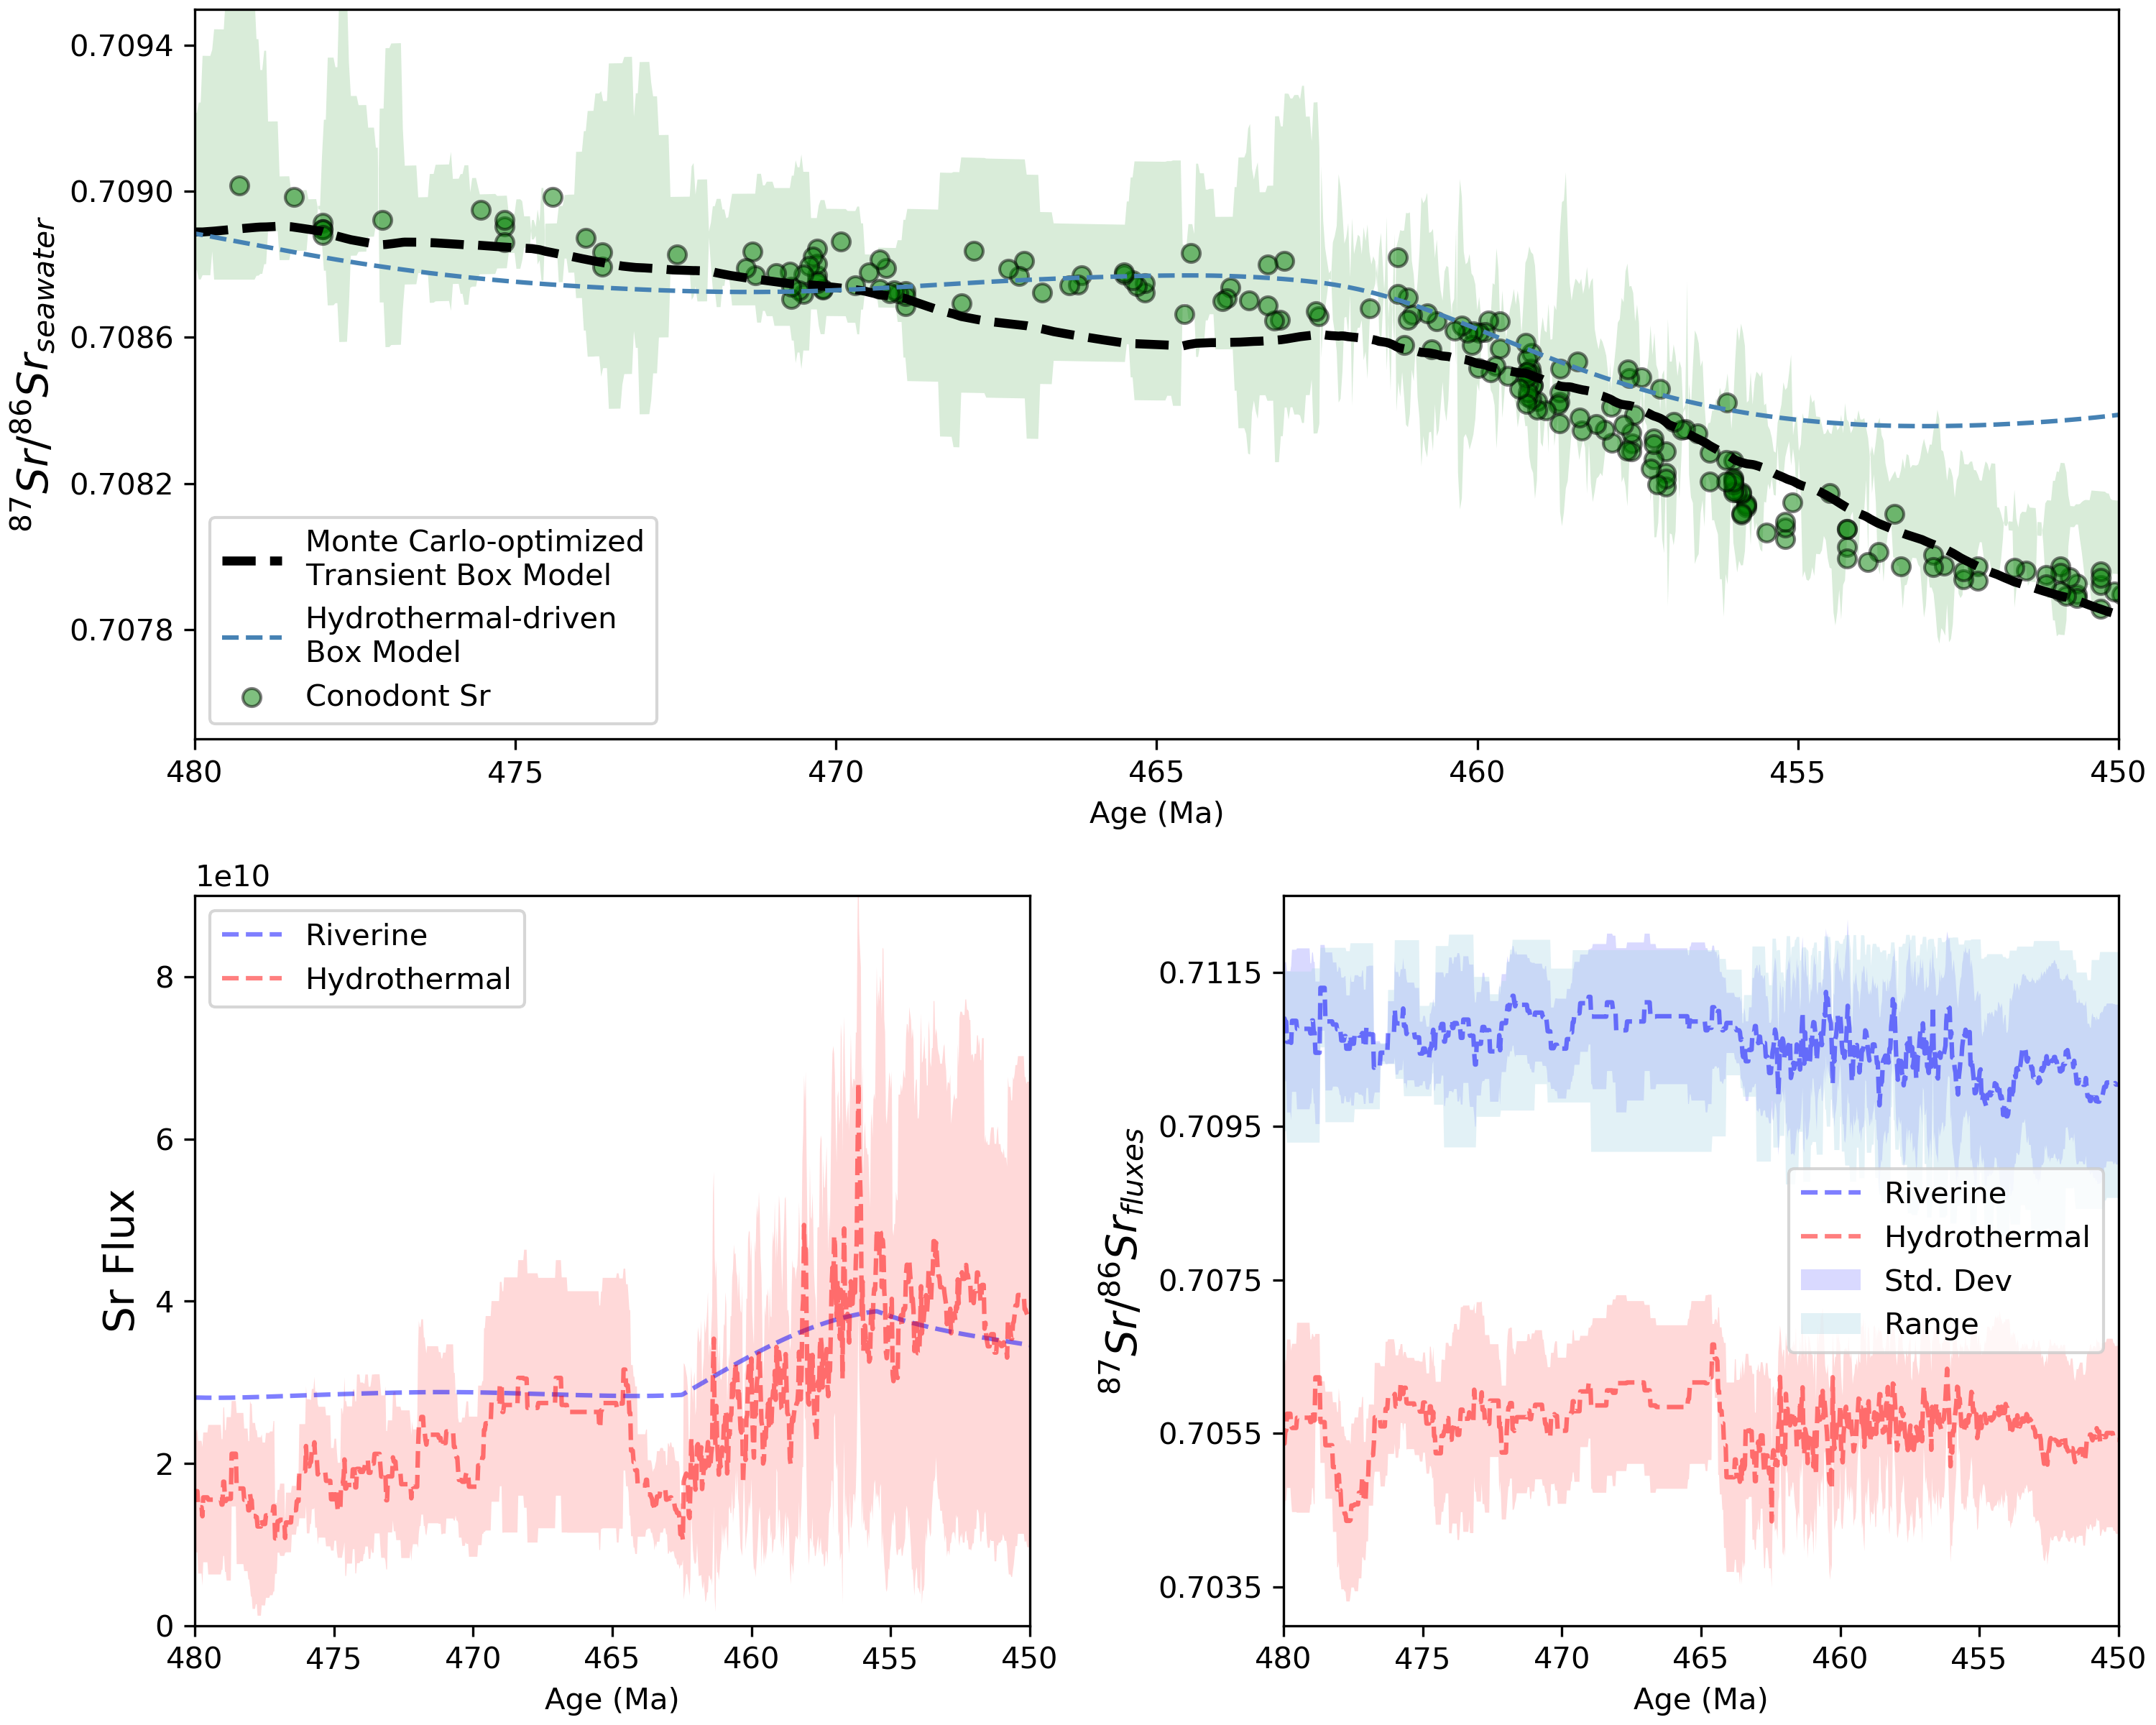 0.7094
0.7090
0.7086
0.7082
0.7078
87Sr/86Sr seawater
Monte Carlo-optimized
Transient Box Model
Hydrothermal-driven
Box Model
Conodont Sr
480 475 470 465 460 455 450
Age (Ma)
1e10
8
6
4
2
0
Sr Flux
Riverine
Hydrothermal
480 475 470 465 460 455 450
Age (Ma)
0.7115
0.7095
0.7075
0.7055
0.7035
87Sr/86Sr fluxes
Riverine
Hydrothermal
Std. Dev
Range
480 475 470 465 460 455 450
Age (Ma)